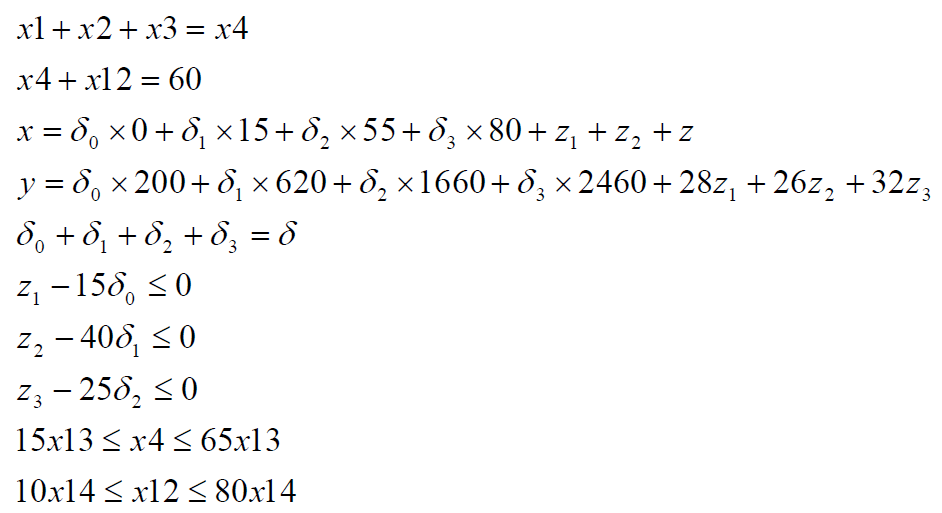 x1 + x2 + x3 = x4
x4 + x12 = 60
x = δ₀ × 0 + δ₁ × 15 + δ₂ × 55 + δ₃ × 80 + z₁ + z₂ + z
y = δ₀ × 200 + δ₁ × 620 + δ₂ × 1660 + δ₃ × 2460 + 28z₁ + 26z₂ + 32z₃
δ₀ + δ₁ + δ₂ + δ₃ = δ
z₁ − 15δ₀ ≤ 0
z₂ − 40δ₁ ≤ 0
z₃ − 25δ₂ ≤ 0
15x13 ≤ x4 ≤ 65x13
10x14 ≤ x12 ≤ 80x14